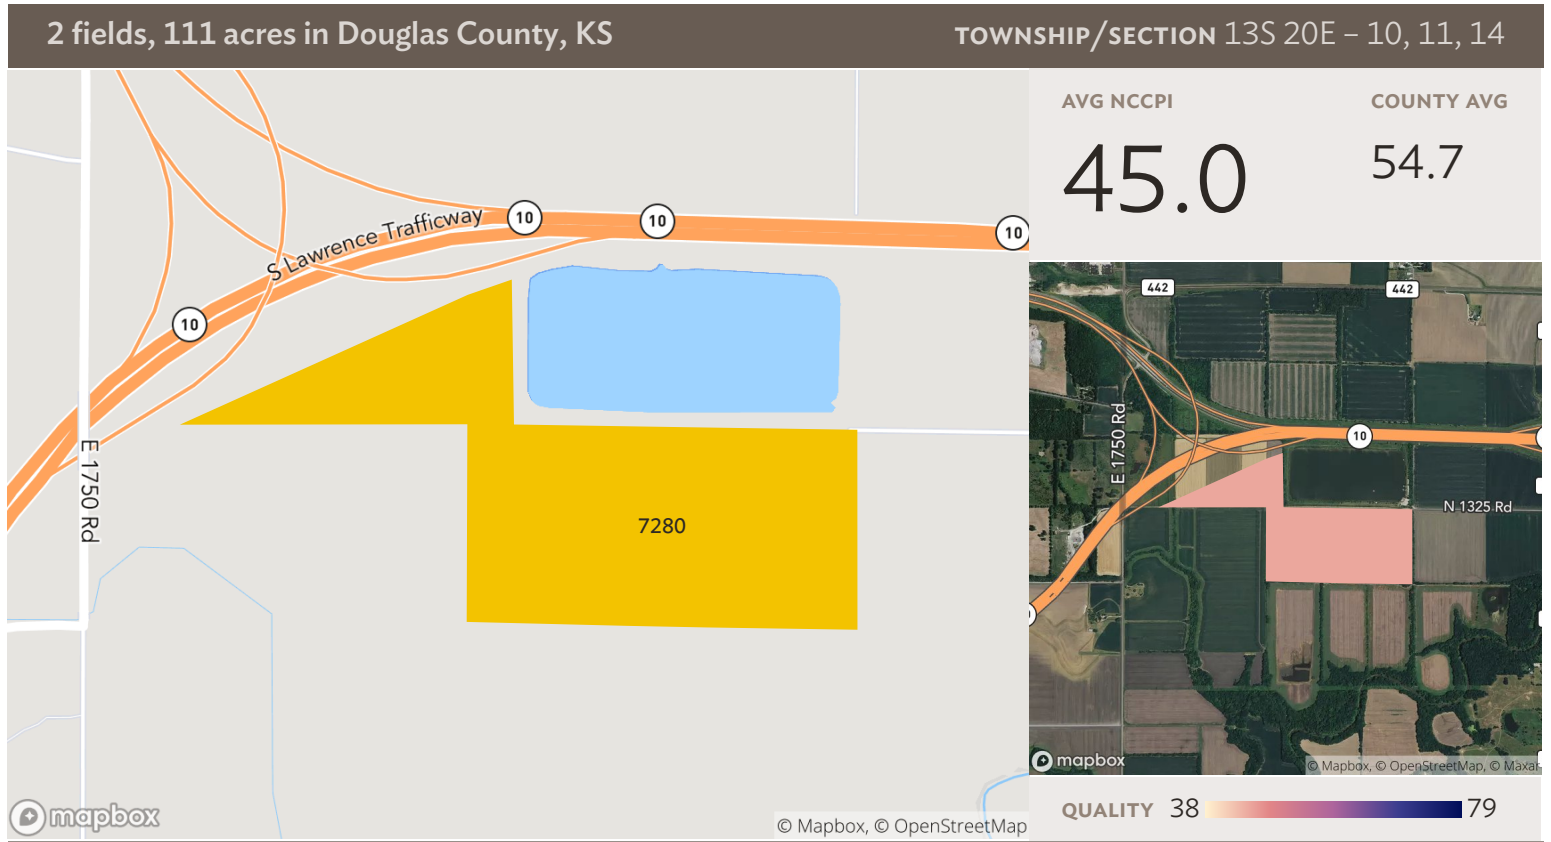 2 fields, 111 acres in Douglas County, KS
TOWNSHIP/SECTION 13S 20E – 10, 11, 14
10
10
10
S Lawrence Trafficway
10
E 1750 Rd
7280
mapbox
© Mapbox, © OpenStreetMap
AVG NCCPI
COUNTY AVG
45.0
54.7
442
442
E 1750 Rd
10
N 1325 Rd
mapbox
© Mapbox, © OpenStreetMap, © Maxar
QUALITY 38 79